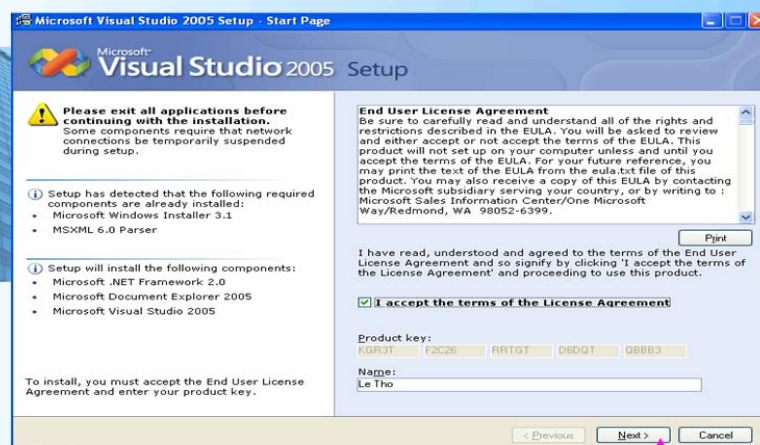 Microsoft Visual Studio 2005 Setup - Start Page
Microsoft
Visual Studio 2005 Setup
Please exit all applications before
continuing with the installation.
Some components require that network
connections be temporarily suspended
during setup.
Setup has detected that the following required
components are already installed:
• Microsoft Windows Installer 3.1
• MSXML 6.0 Parser
Setup will install the following components:
• Microsoft .NET Framework 2.0
• Microsoft Document Explorer 2005
• Microsoft Visual Studio 2005
To install, you must accept the End User License
Agreement and enter your product key.
End User License Agreement
Be sure to carefully read and understand all of the rights and
restrictions described in the EULA. You will be asked to review
and either accept or not accept the terms of the EULA. This
product will not set up on your computer unless and until you
accept the terms of the EULA. For your future reference, you
may print the text of the EULA from the eula.txt file of this
product. You may also receive a copy of this EULA by contacting
the Microsoft subsidiary serving your country, or by writing to :
Microsoft Sales Information Center/One Microsoft
Way/Redmond, WA 98052-6399.
Print
I have read, understood and agreed to the terms of the End User
License Agreement and so signify by clicking 'I accept the terms of
the License Agreement' and proceeding to use this product.
I accept the terms of the License Agreement
Product key:
Name:
Le Tho
< Previous Next > Cancel